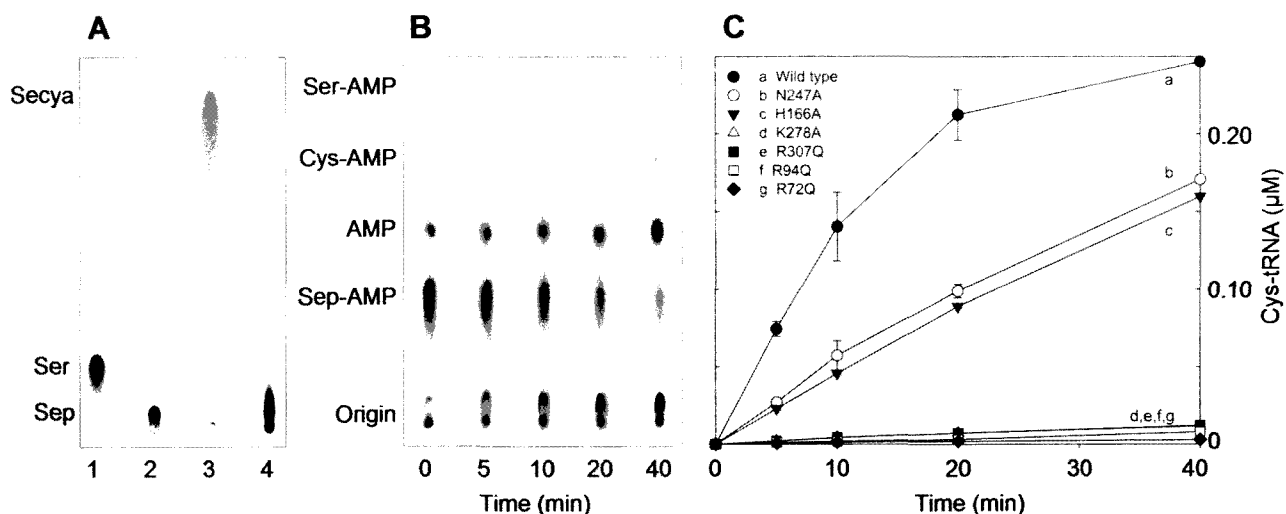 A
B
C
Secya
Ser
Sep
1 2 3 4
Ser-AMP
Cys-AMP
AMP
Sep-AMP
Origin
0 5 10 20 40
Time (min)
a Wild type
b N247A
c H166A
d K278A
e R307Q
f R94Q
g R72Q
a
b
c
d,e,f,g
0.20
0.10
0
Cys-tRNA (μM)
0 10 20 30 40
Time (min)